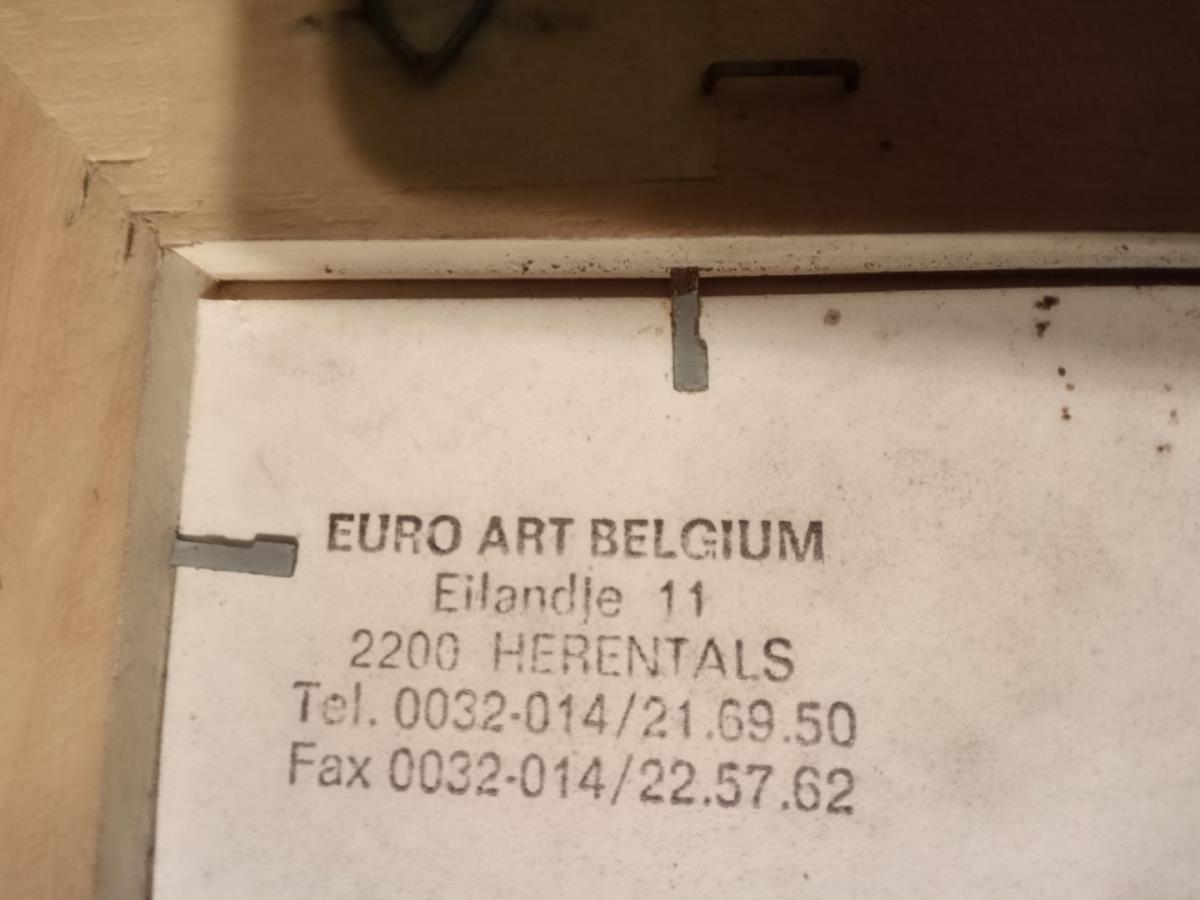 EURO ART BELGIUM
Eilandje 11
2200 HERENTALS
Tel. 0032-014/21.69.50
Fax 0032-014/22.57.62